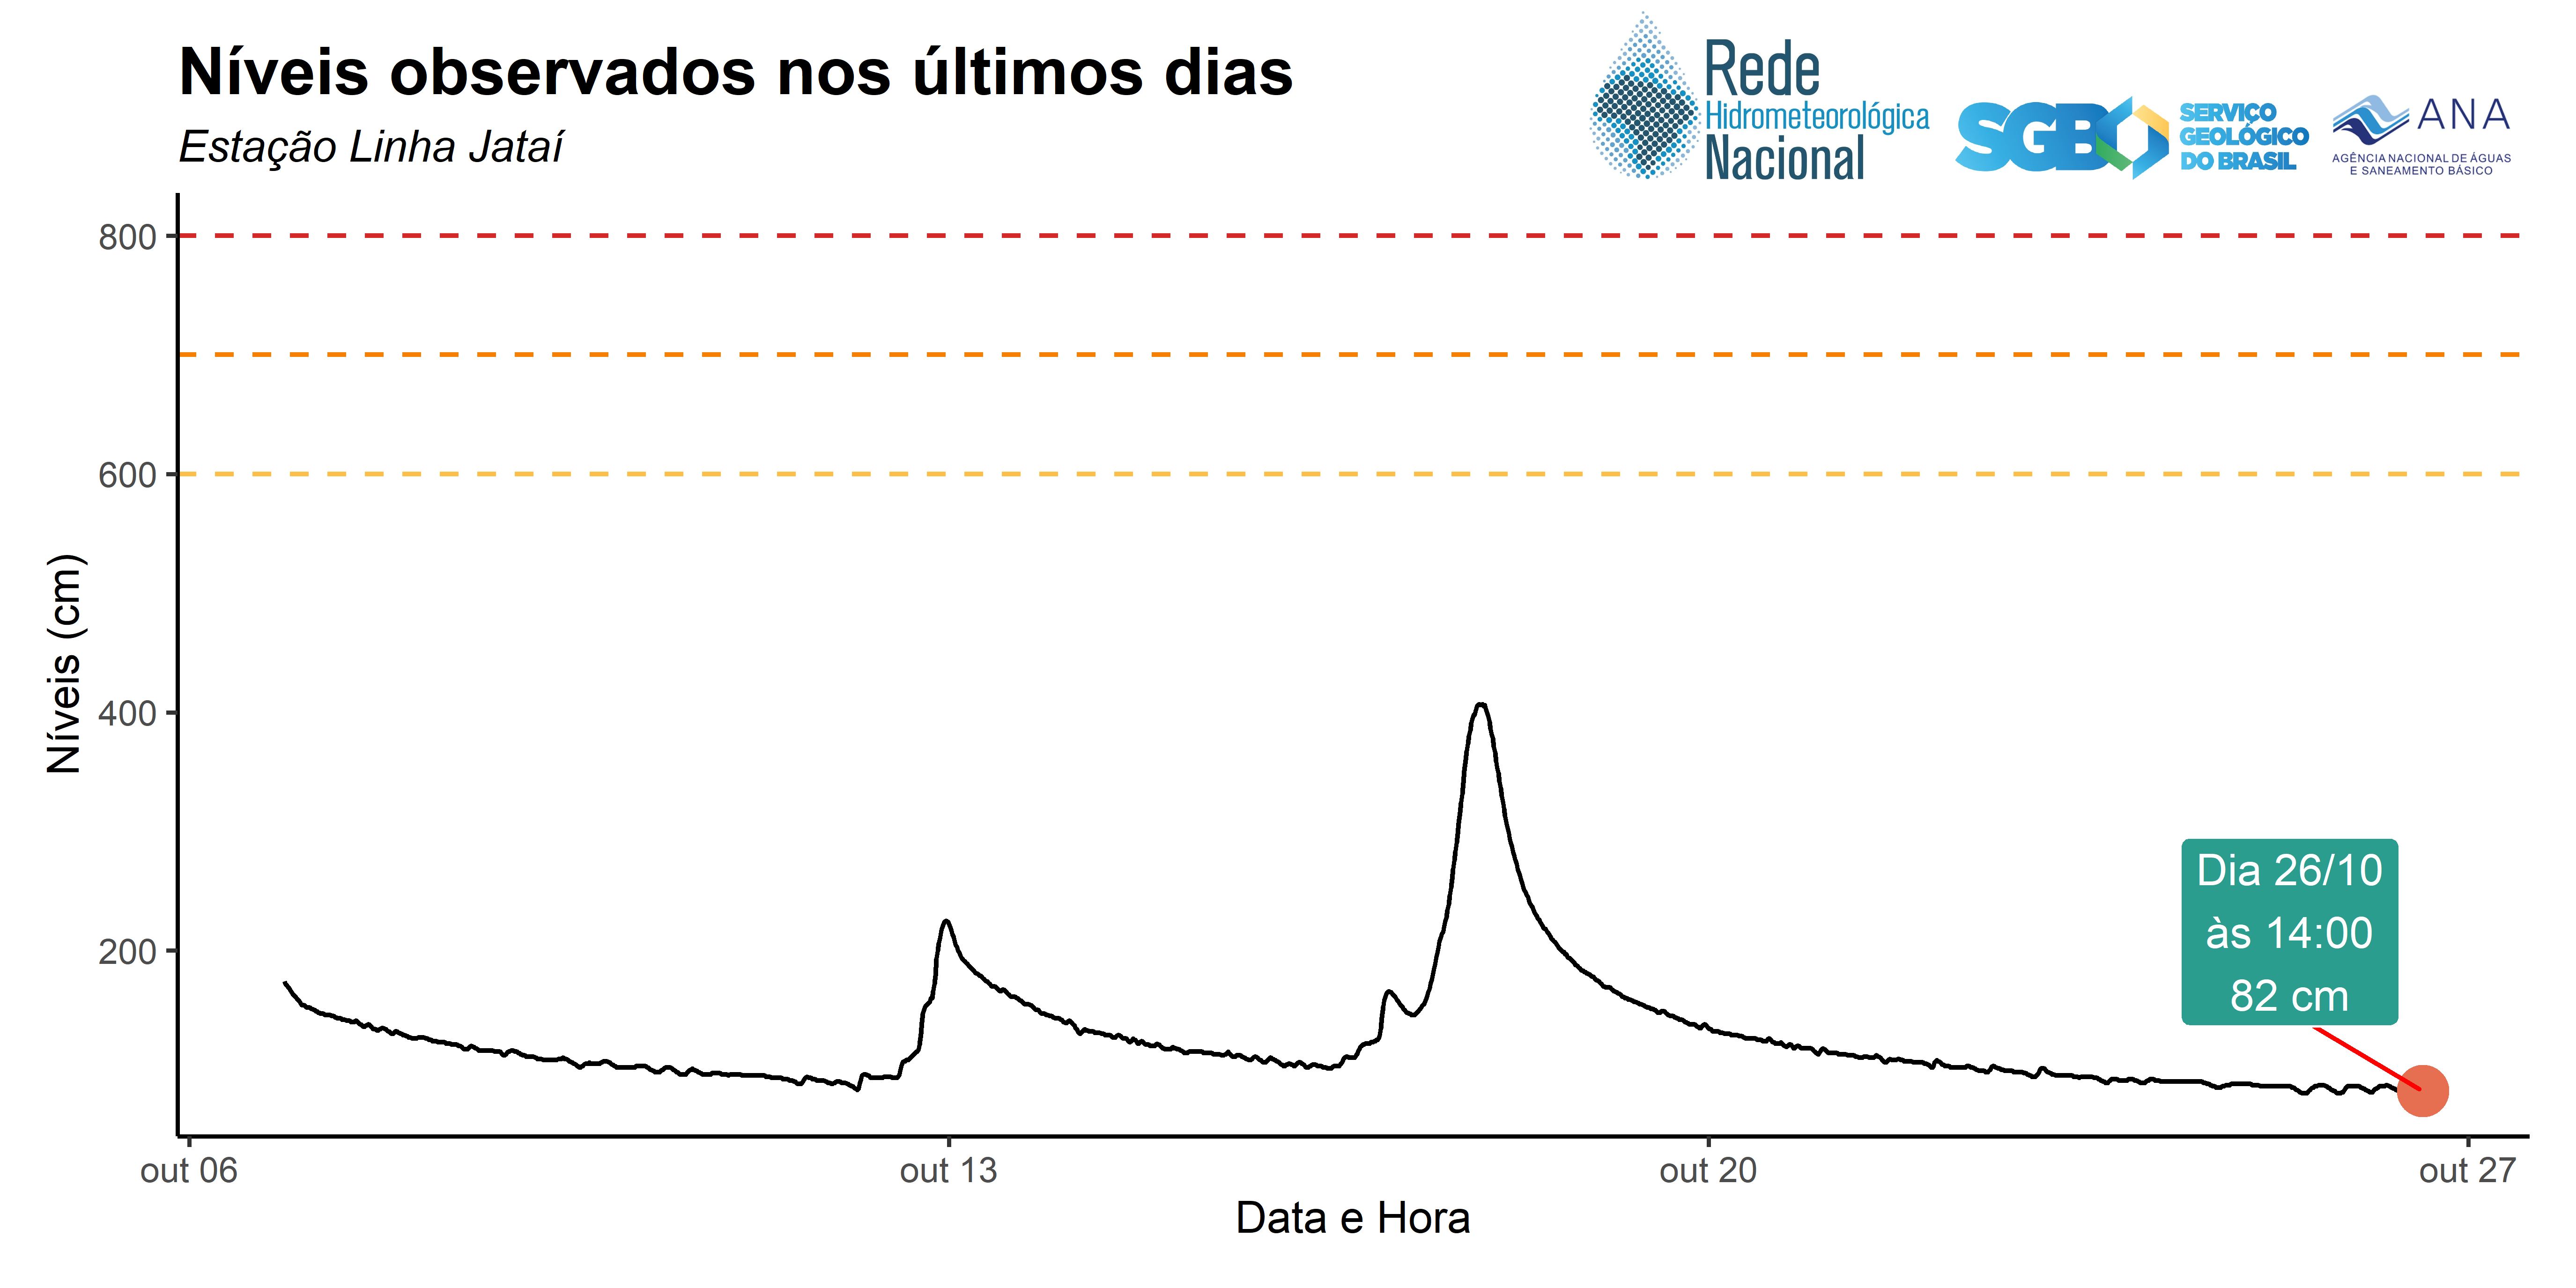 Níveis observados nos últimos dias
Estação Linha Jataí
Rede
Hidrometeorológica
Nacional
SGB
SERVIÇO
GEOLÓGICO
DO BRASIL
ANA
AGÊNCIA NACIONAL DE ÁGUAS
E SANEAMENTO BÁSICO
Níveis (cm)
800
600
400
200
Dia 26/10
às 14:00
82 cm
out 06
out 13
out 20
out 27
Data e Hora